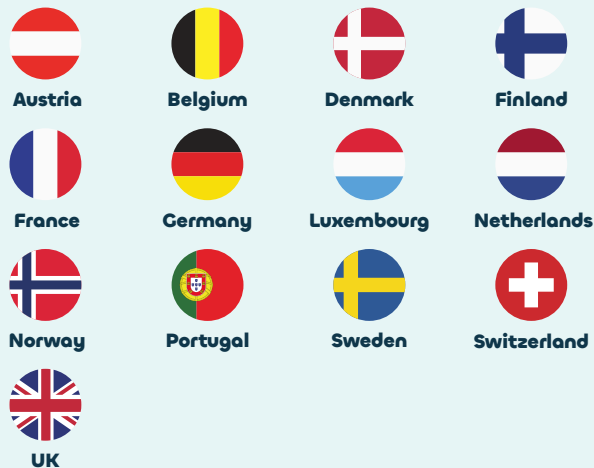 Austria
Belgium
Denmark
Finland
France
Germany
Luxembourg
Netherlands
Norway
Portugal
Sweden
Switzerland
UK